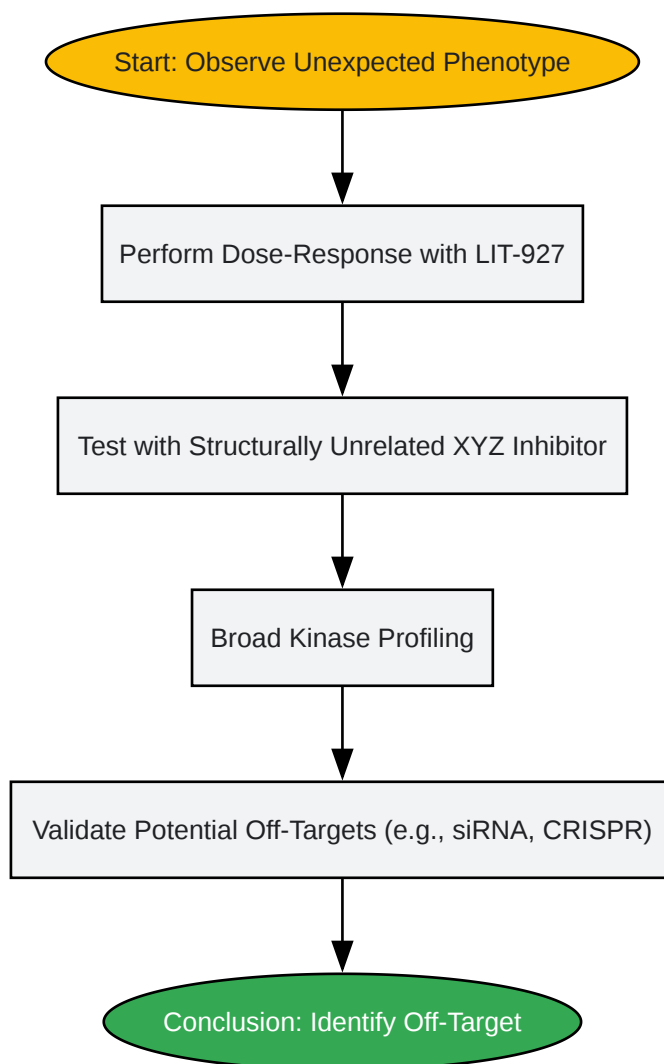 Start: Observe Unexpected Phenotype
Perform Dose-Response with LIT-927
Test with Structurally Unrelated XYZ Inhibitor
Broad Kinase Profiling
Validate Potential Off-Targets (e.g., siRNA, CRISPR)
Conclusion: Identify Off-Target